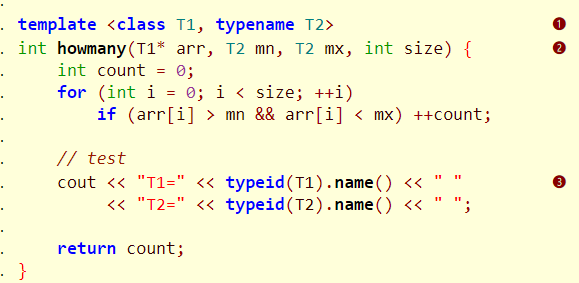 template <class T1, typename T2> ❶
int howmany(T1* arr, T2 mn, T2 mx, int size) { ❷
    int count = 0;
    for (int i = 0; i < size; ++i)
        if (arr[i] > mn && arr[i] < mx) ++count;
    // test
    cout << "T1=" << typeid(T1).name() << " " ❸
         << "T2=" << typeid(T2).name() << " ";
    return count;
}